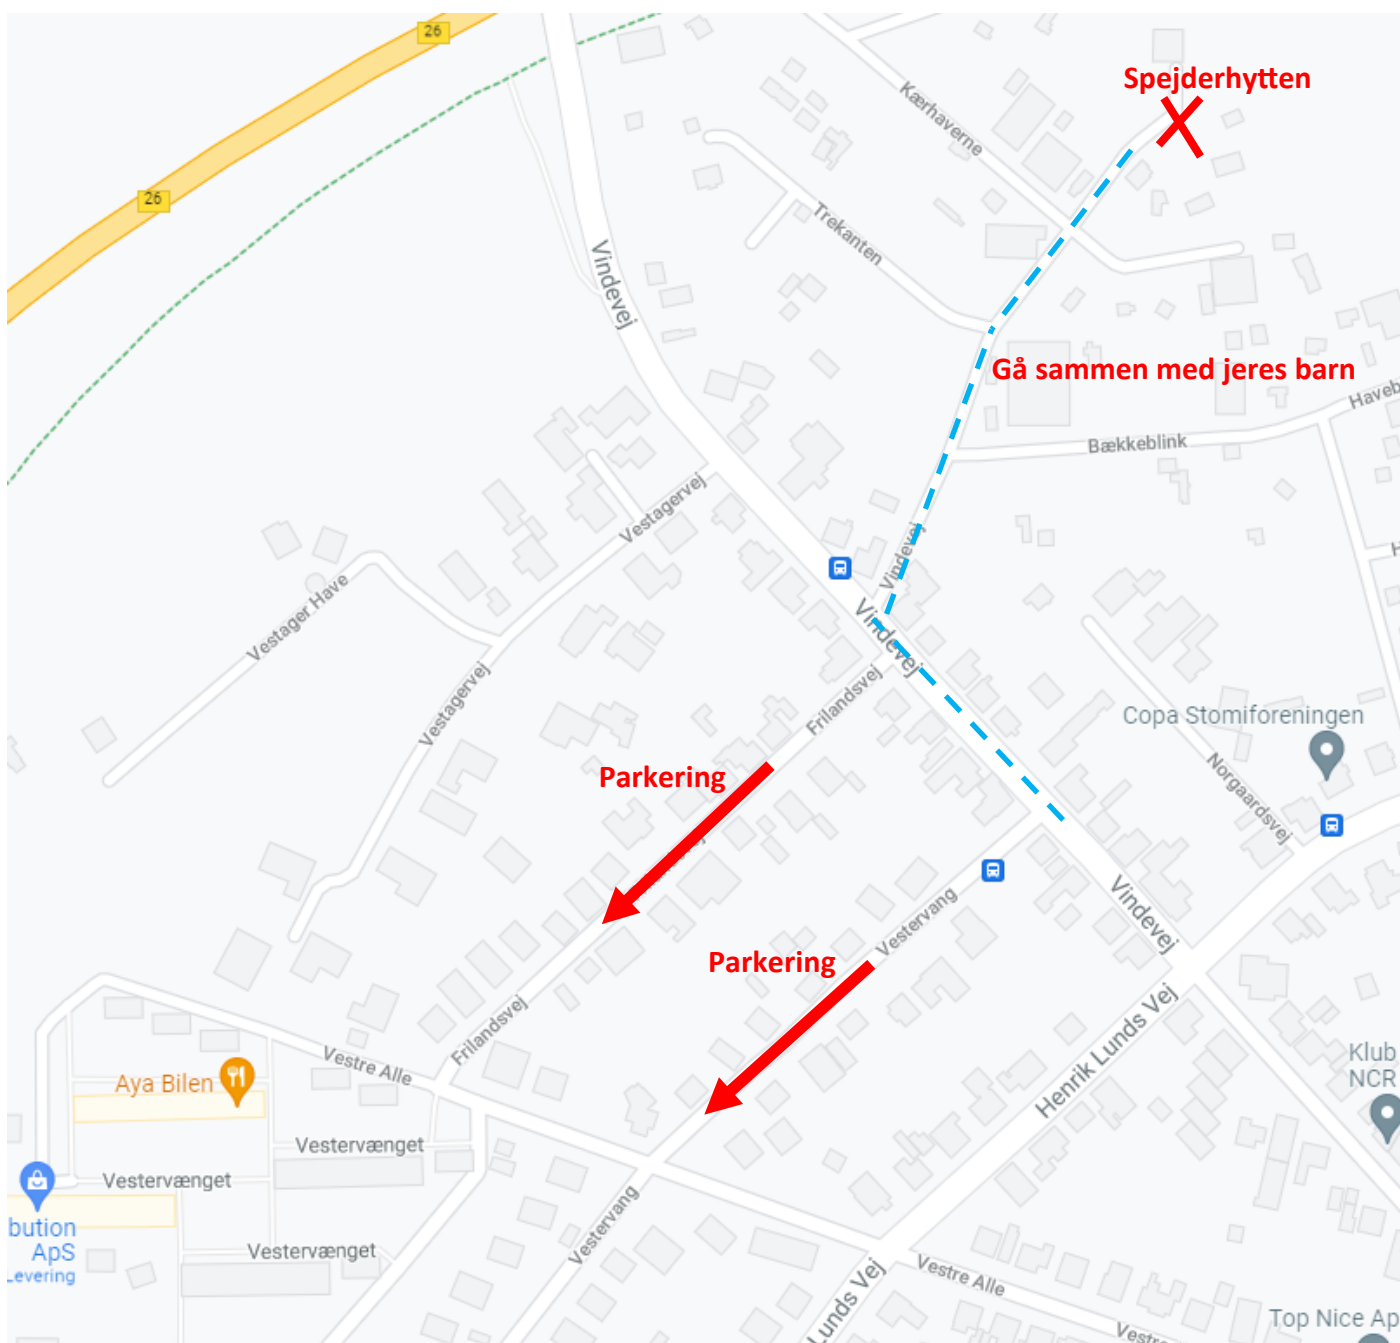 26
26
Spejderhytten
Kærhaverne
Trekanten
Vindevej
Gå sammen med jeres barn
Haveb
Bækkeblink
Vestagervej
Vindevej
Vestager Have
Vindevej
Vestagervej
Frilandsvej
Copa Stomiforeningen
Norgaardsvej
Parkering
Vindevej
Vestervang
Parkering
Frilandsvej
Henrik Lunds Vej
Vestre Alle
Klub
NCR
Aya Bilen
Vestervænget
Vestervænget
Vestervang
bution
ApS
Levering
Vestervænget
Vestre Alle
Lunds Vej
Top Nice Ap
Vestre